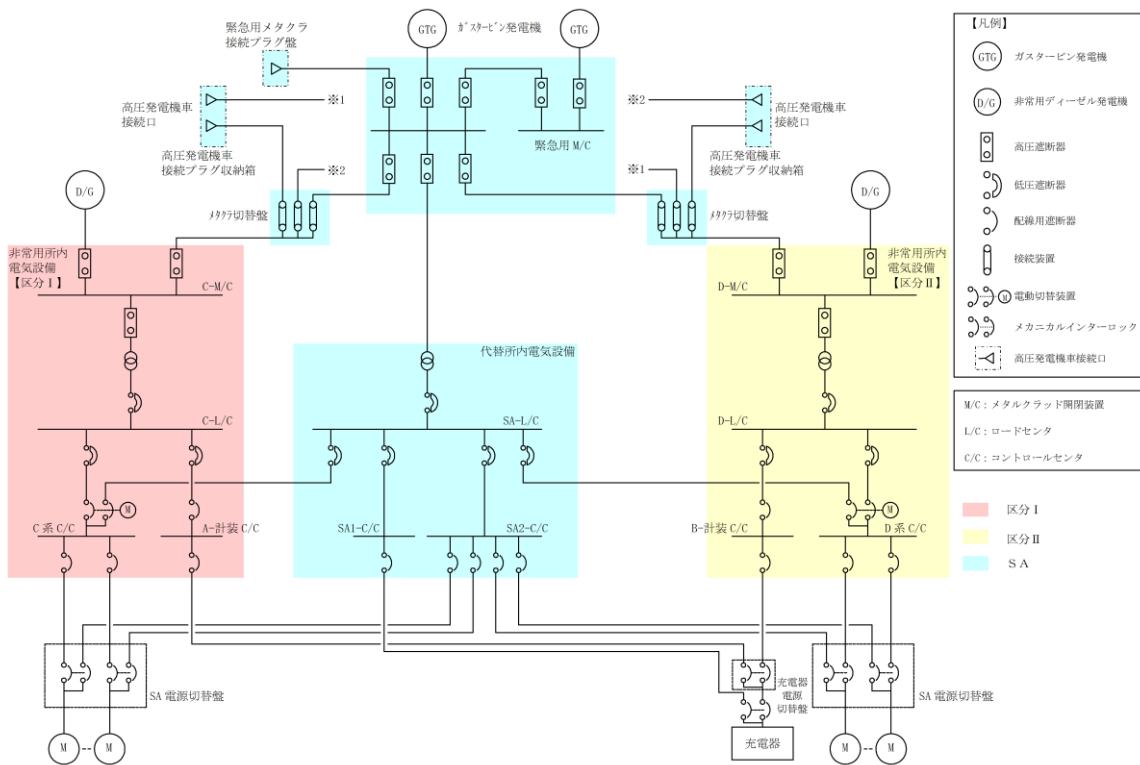 緊急用メタクラ
接続プラグ盤
GTG
ガスタービン発電機
GTG
高圧発電機車
接続口
※1
※2
高圧発電機車
接続口
高圧発電機車
接続プラグ収納箱
緊急用 M/C
高圧発電機車
接続プラグ収納箱
※2
※1
D/G
メタクラ切替盤
メタクラ切替盤
D/G
非常用所内
電気設備
【区分Ⅰ】
非常用所内
電気設備
【区分Ⅱ】
C-M/C
D-M/C
代替所内電気設備
C-L/C
SA-L/C
D-L/C
M
M
C系 C/C
A-計装 C/C
SA1-C/C
SA2-C/C
B-計装 C/C
D系 C/C
SA 電源切替盤
充電器
電源
切替盤
SA 電源切替盤
M
M
充電器
M
M
【凡例】
GTG
ガスタービン発電機
D/G
非常用ディーゼル発電機
高圧遮断器
低圧遮断器
配線用遮断器
接続装置
M
電動切替装置
メカニカルインターロック
高圧発電機車接続口
M/C：メタルクラッド開閉装置
L/C：ロードセンタ
C/C：コントロールセンタ
区分Ⅰ
区分Ⅱ
ＳＡ